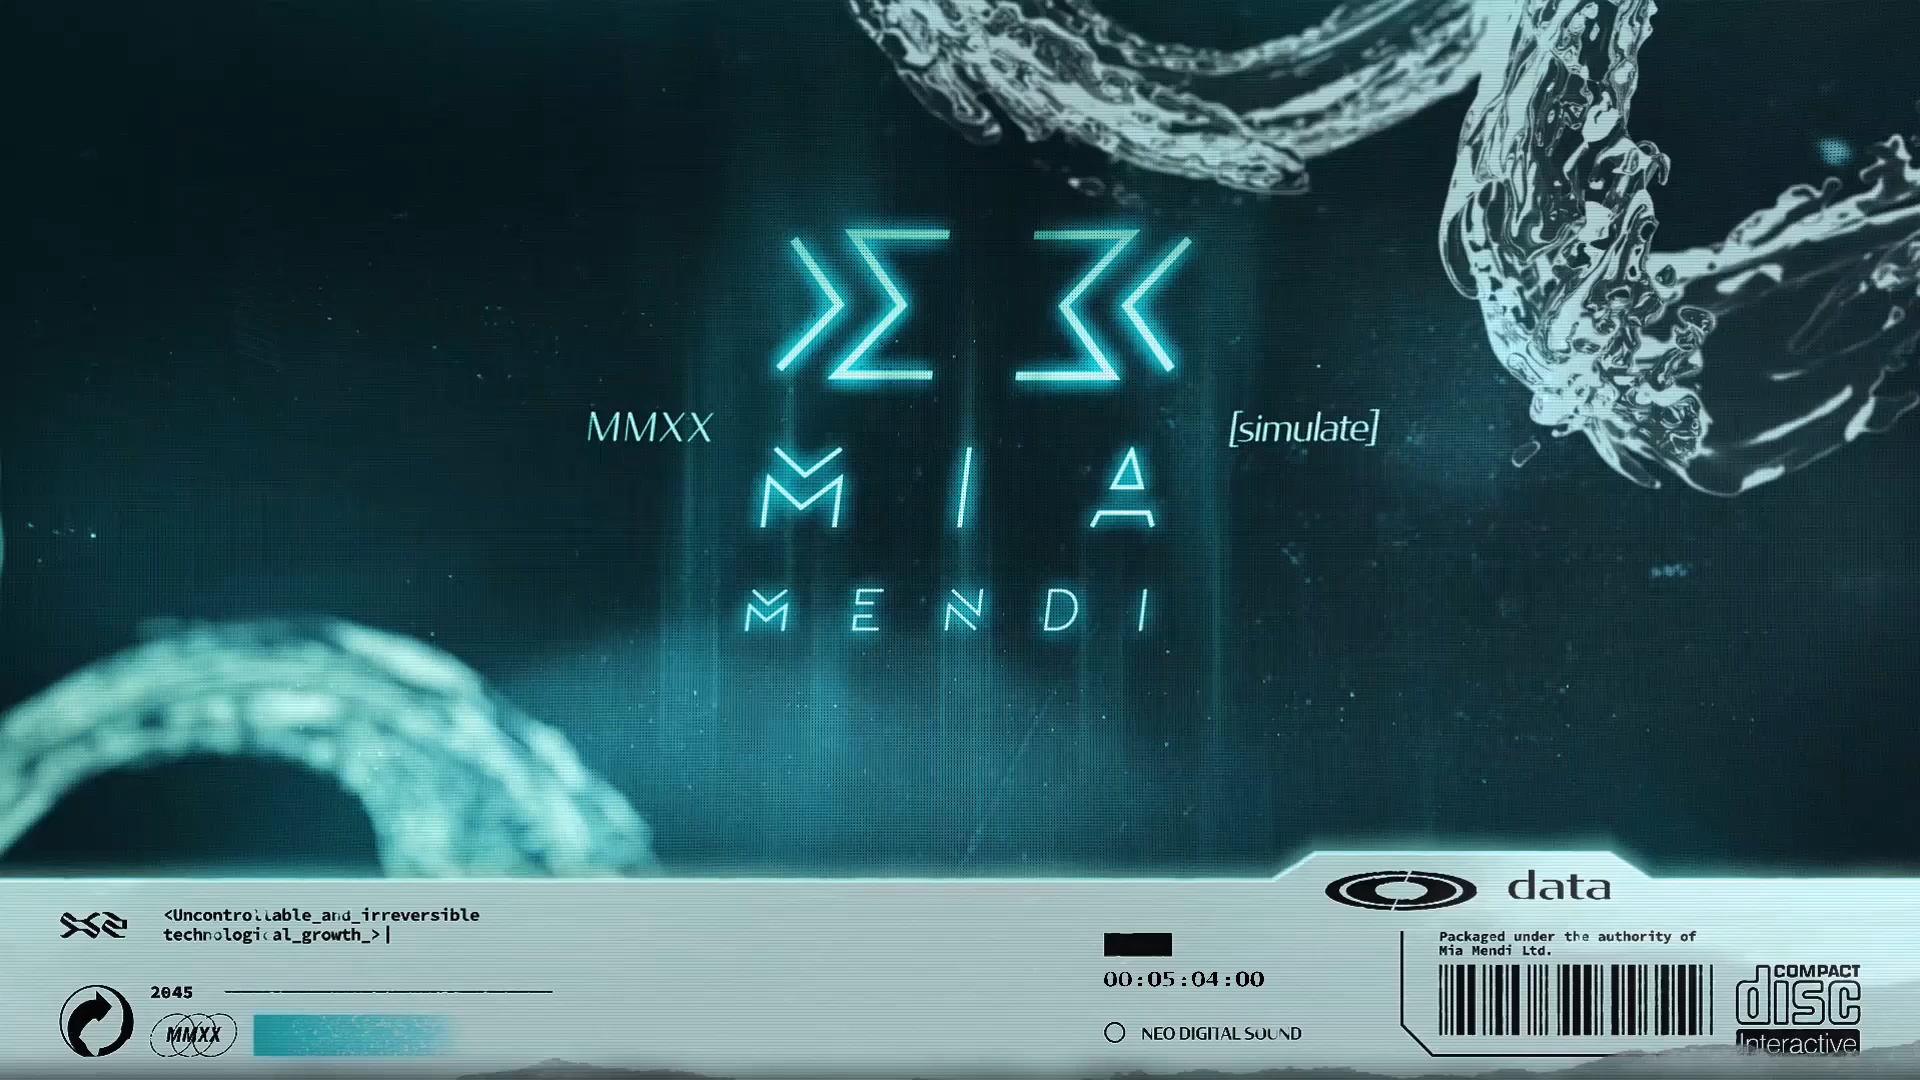 MMXX
[simulate]
MIA
MENDI
data
<Uncontrollable_and_irreversible
technological_growth_>|
Packaged under the authority of
Mia Mendi Ltd.
00:05:04:00
2045
MMXX
NEO DIGITAL SOUND
COMPACT
disc
Interactive